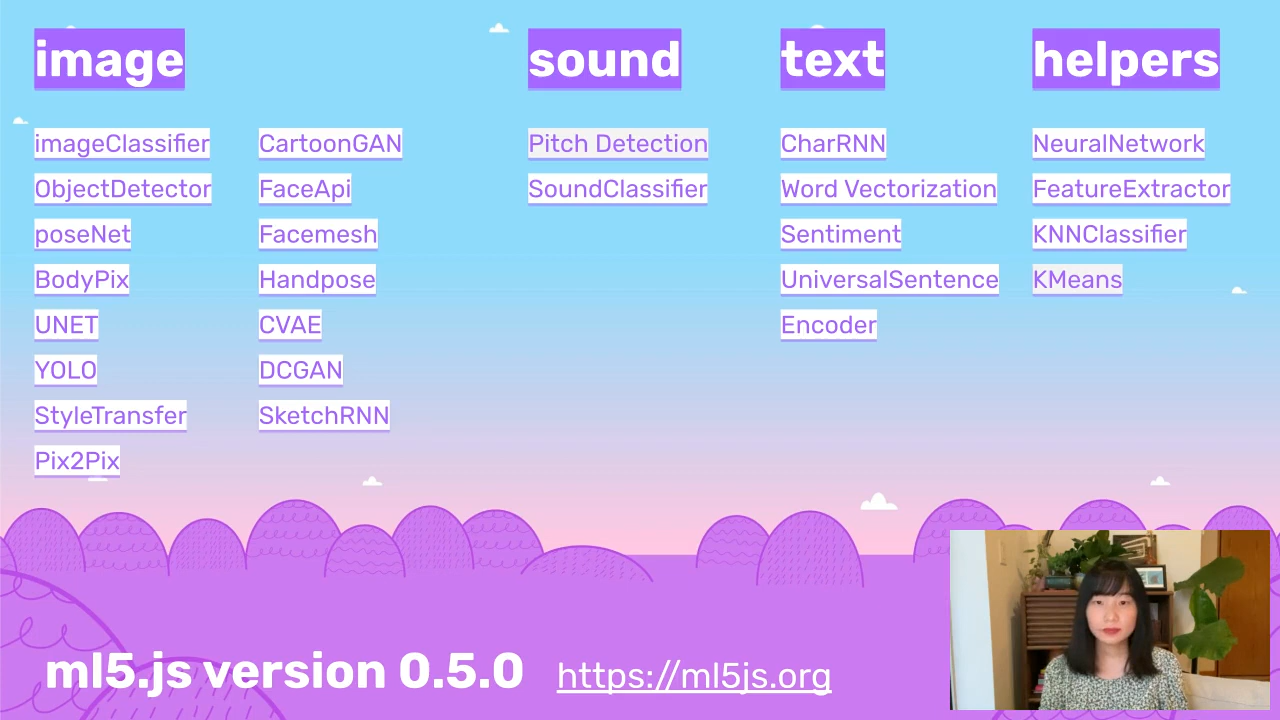 image
imageClassifier
ObjectDetector
poseNet
BodyPix
UNET
YOLO
StyleTransfer
Pix2Pix
CartoonGAN
FaceApi
Facemesh
Handpose
CVAE
DCGAN
SketchRNN
sound
Pitch Detection
SoundClassifier
text
CharRNN
Word Vectorization
Sentiment
UniversalSentence
Encoder
helpers
NeuralNetwork
FeatureExtractor
KNNClassifier
KMeans
ml5.js version 0.5.0 https://ml5js.org